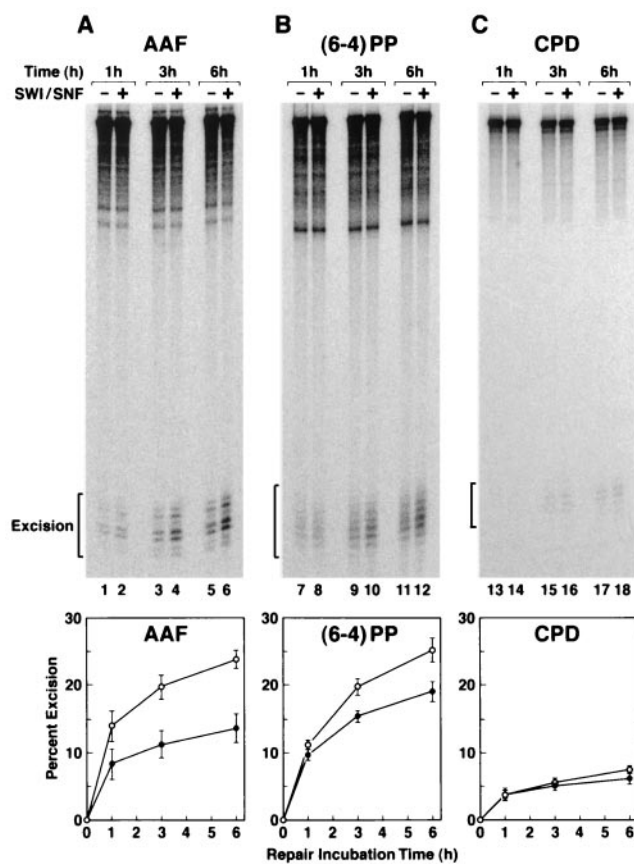 A B C
AAF (6-4)PP CPD
Time (h) 1h 3h 6h 1h 3h 6h 1h 3h 6h
SWI/SNF - + - + - + - + - + - + - + - + - +
Excision
1 2 3 4 5 6 7 8 9 10 11 12 13 14 15 16 17 18
AAF (6-4)PP CPD
Percent Excision
30 30 30
20 20 20
10 10 10
0 0 0
0 1 2 3 4 5 6 0 1 2 3 4 5 6 0 1 2 3 4 5 6
Repair Incubation Time (h)